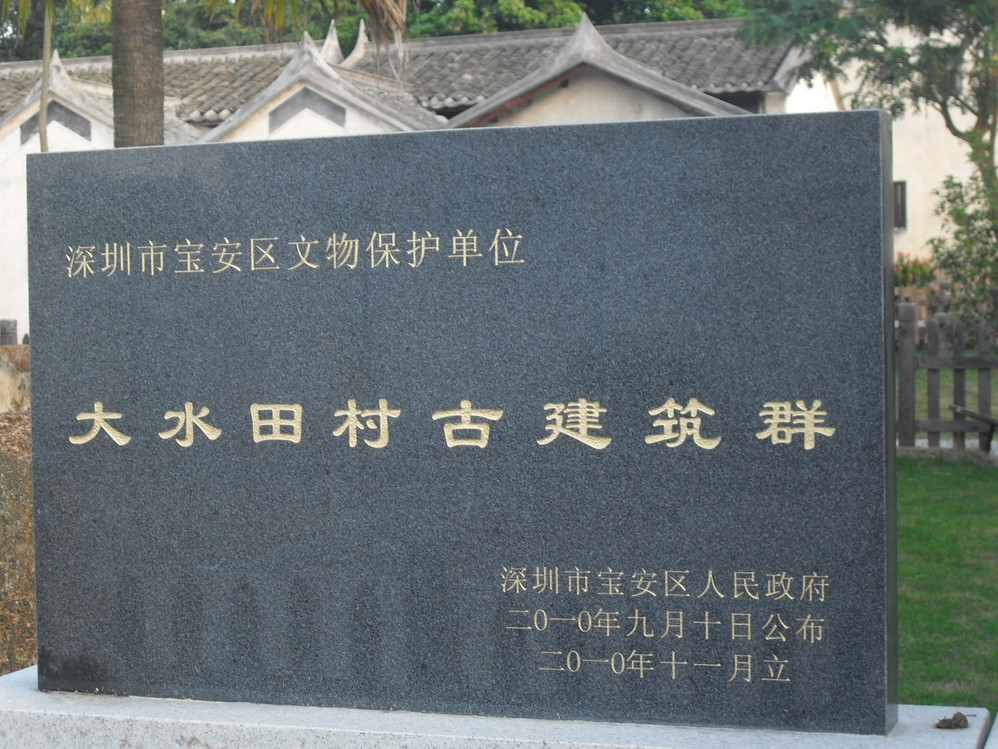 深圳市宝安区文物保护单位
大水田村古建筑群
深圳市宝安区人民政府
二0一0年九月十日公布
二0一0年十一月立